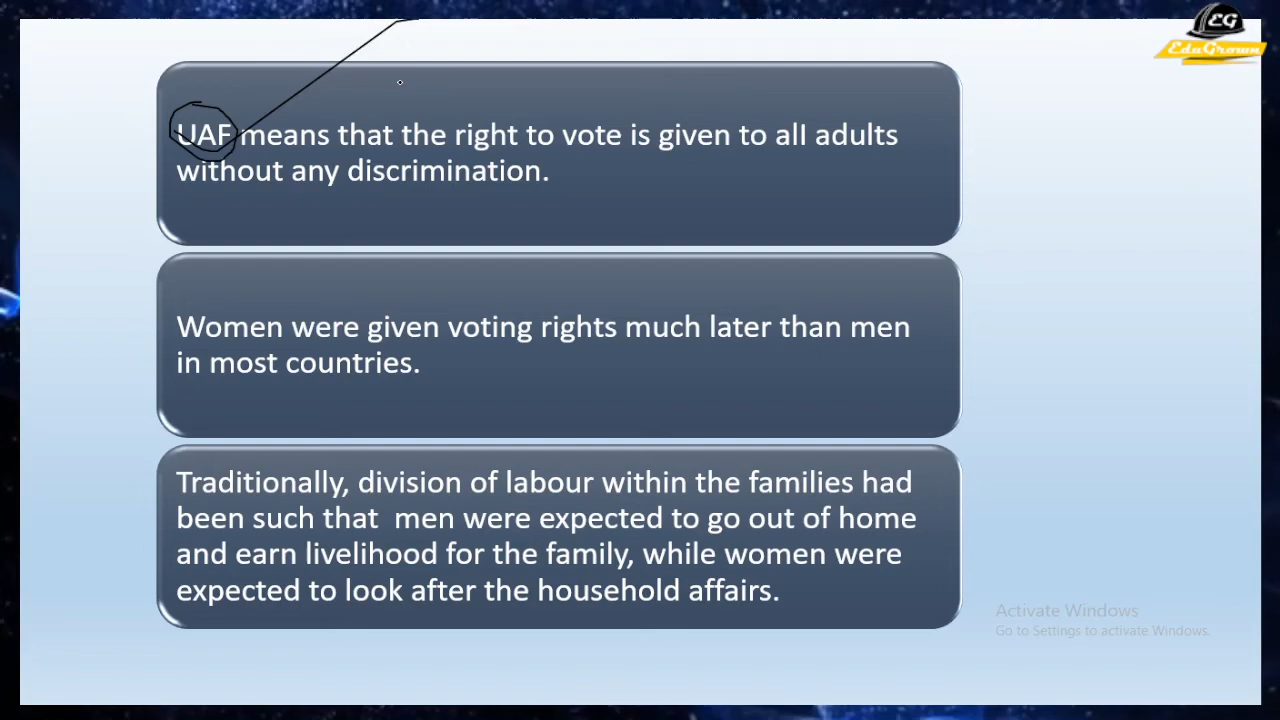 EG
EduGrown
UAF means that the right to vote is given to all adults
without any discrimination.
Women were given voting rights much later than men
in most countries.
Traditionally, division of labour within the families had
been such that men were expected to go out of home
and earn livelihood for the family, while women were
expected to look after the household affairs.
Activate Windows
Go to Settings to activate Windows.